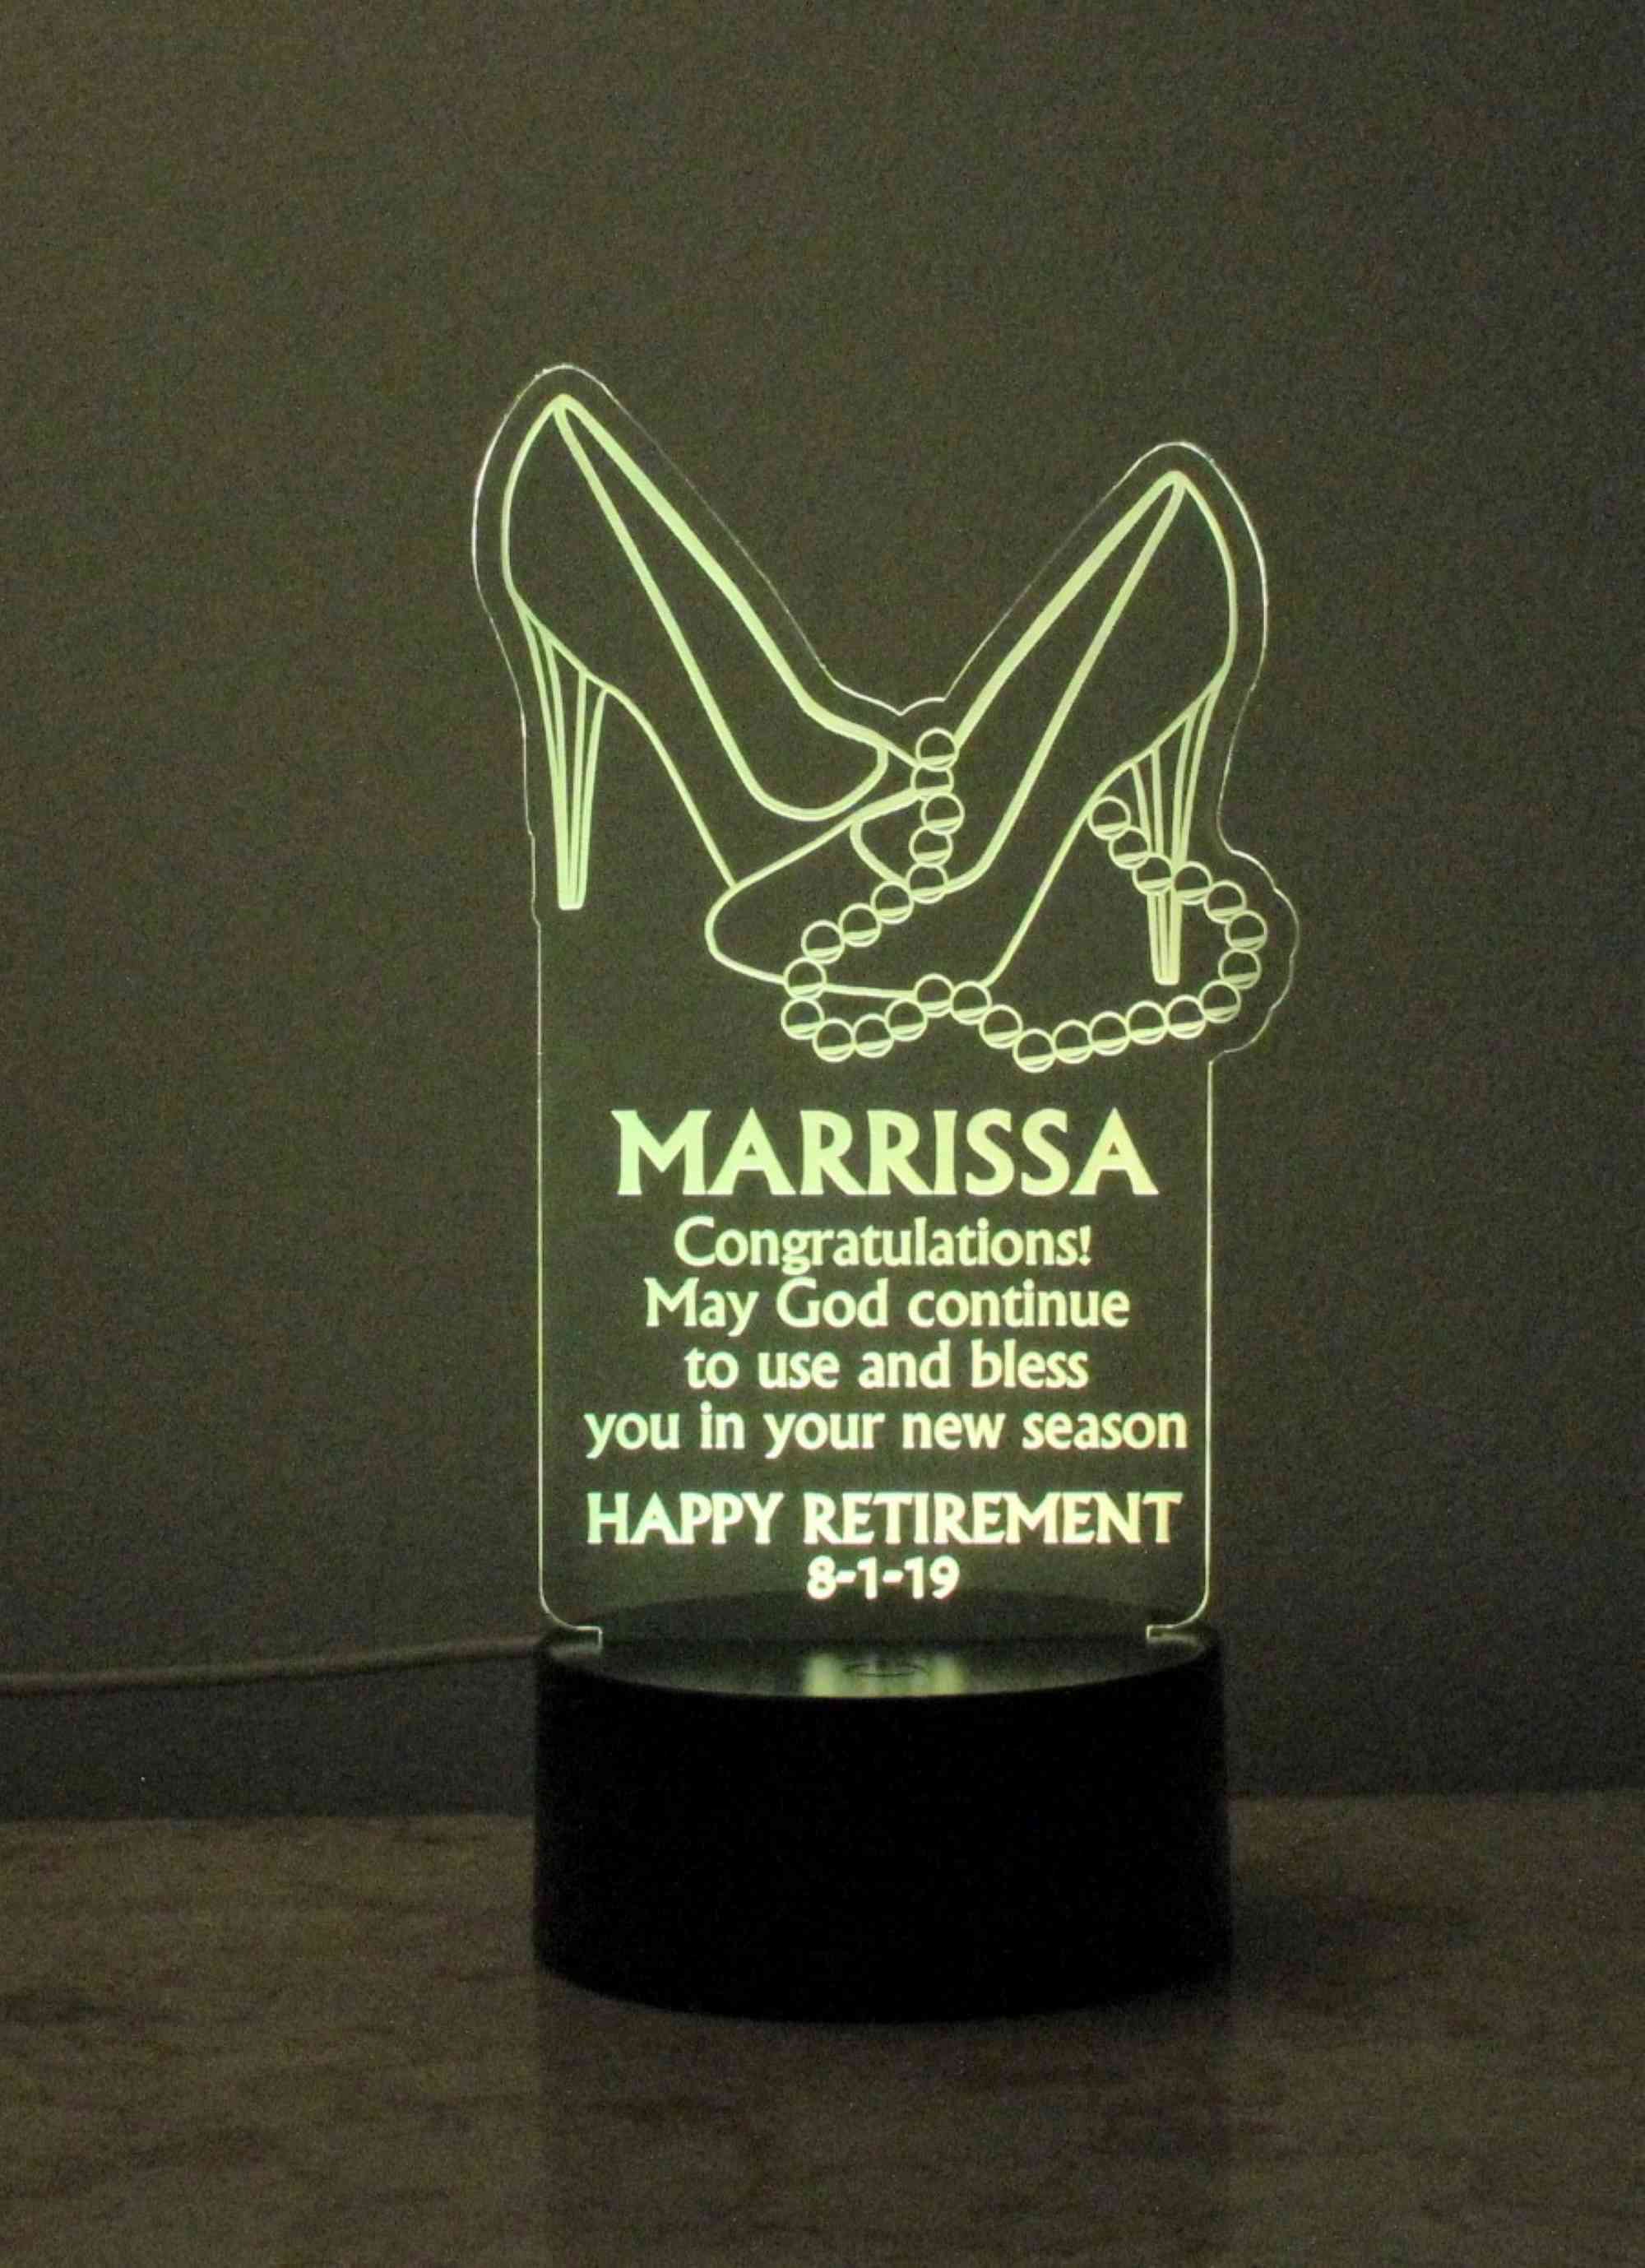 MARRISSA
Congratulations!
May God continue
to use and bless
you in your new season
HAPPY RETIREMENT
8-1-19